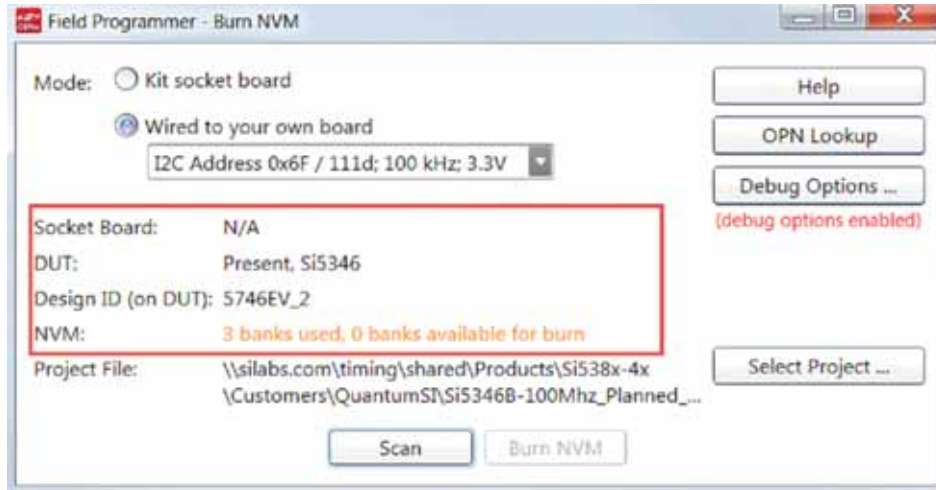 Field Programmer - Burn NVM
Mode: Kit socket board
Help
Wired to your own board
OPN Lookup
I2C Address 0x6F / 111d; 100 kHz; 3.3V
Debug Options ...
(debug options enabled)
Socket Board: N/A
DUT: Present, Si5346
Design ID (on DUT): 5746EV_2
NVM: 3 banks used, 0 banks available for burn
Project File: \\silabs.com\timing\shared\Products\Si538x-4x
Select Project ...
\Customers\QuantumSI\Si5346B-100Mhz_Planned_...
Scan Burn NVM